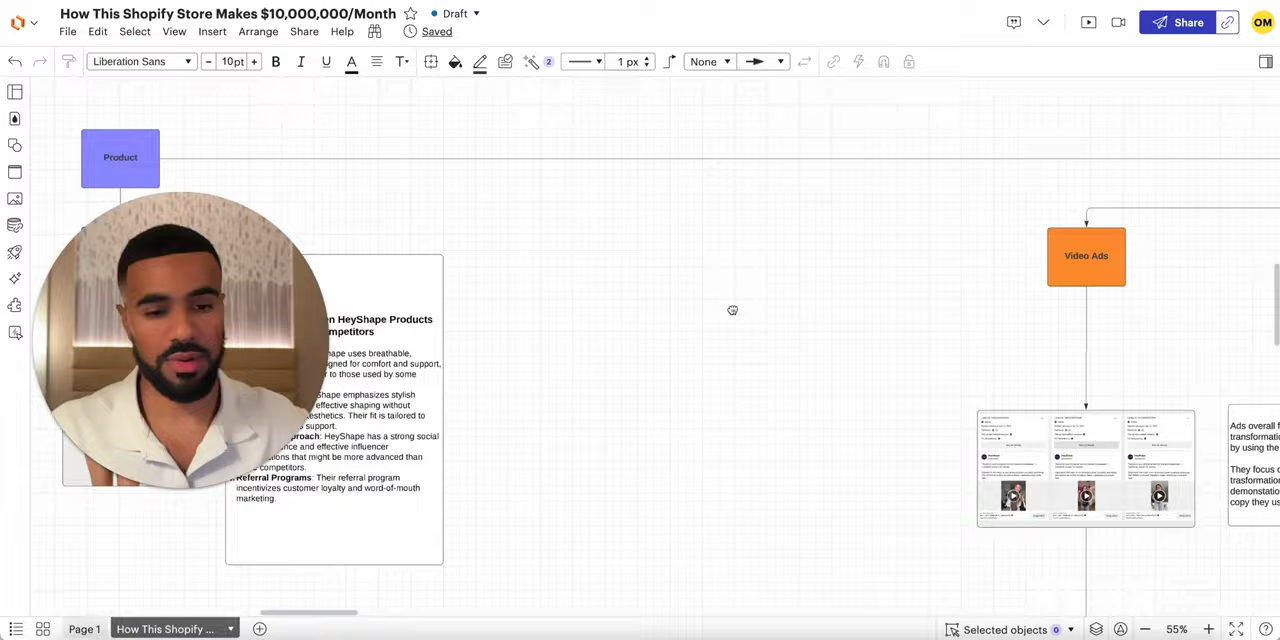 How This Shopify Store Makes $10,000,000/Month
Draft
File Edit Select View Insert Arrange Share Help
Saved
Share
OM
Liberation Sans
10pt
B I U A T
2
1 px
None
Product
Video Ads
en HeyShape Products
mpetitors
hape uses breathable,
igned for comfort and support,
r to those used by some
Shape emphasizes stylish
effective shaping without
esthetics. Their fit is tailored to
support.
proach: HeyShape has a strong social
nce and effective influencer
tions that might be more advanced than
competitors.
Referral Programs: Their referral program
incentivizes customer loyalty and word-of-mouth
marketing.
Ads overall f
transformatio
by using the
They focus o
trasformation
demonstation
copy they us
Page 1
How This Shopify ...
Selected objects 0
55%